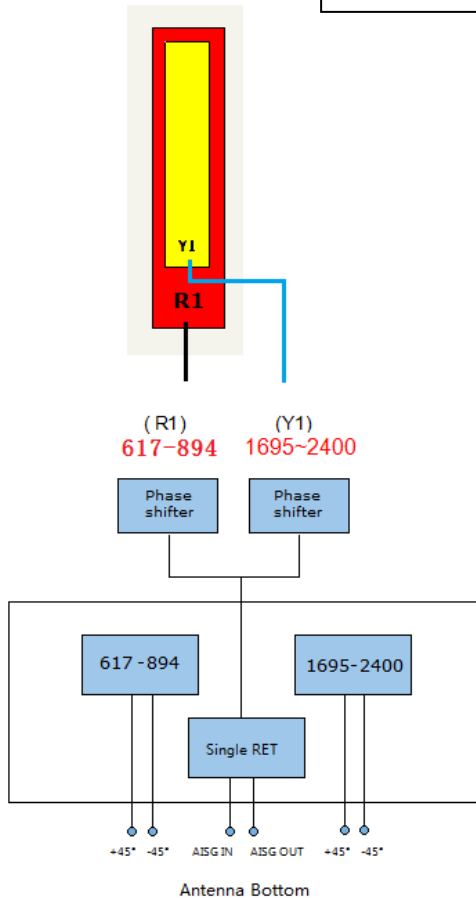 Y1
R1
(R1)
(Y1)
617-894
1695~2400
Phase
shifter
Phase
shifter
617-894
1695-2400
Single RET
+45°
-45°
AISG IN
AISG OUT
+45°
-45°
Antenna Bottom